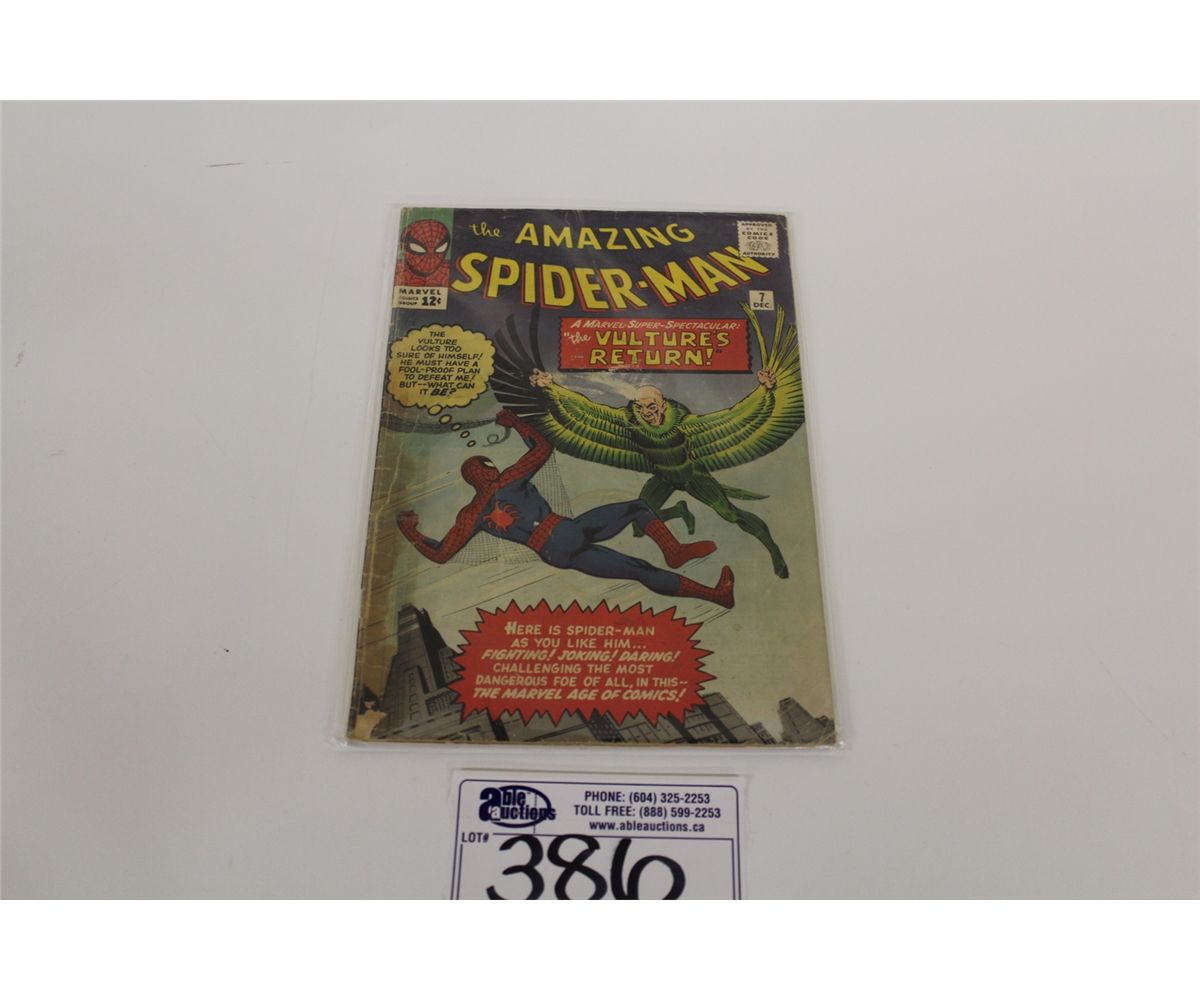 the AMAZING
SPIDER-MAN
APPROVED
BY THE
COMICS
CODE
AUTHORITY
MARVEL
COMICS
GROUP 12¢
7
DEC.
A MARVEL SUPER-SPECTACULAR:
"the VULTURE'S
RETURN!"
THE
VULTURE
LOOKS TOO
SURE OF HIMSELF!
HE MUST HAVE A
FOOL-PROOF PLAN
TO DEFEAT ME!
BUT--WHAT CAN
IT BE?
HERE IS SPIDER-MAN
AS YOU LIKE HIM...
FIGHTING! JOKING! DARING!
CHALLENGING THE MOST
DANGEROUS FOE OF ALL, IN THIS--
THE MARVEL AGE OF COMICS!
able auctions
PHONE: (604) 325-2253
TOLL FREE: (888) 599-2253
www.ableauctions.ca
LOT#
386